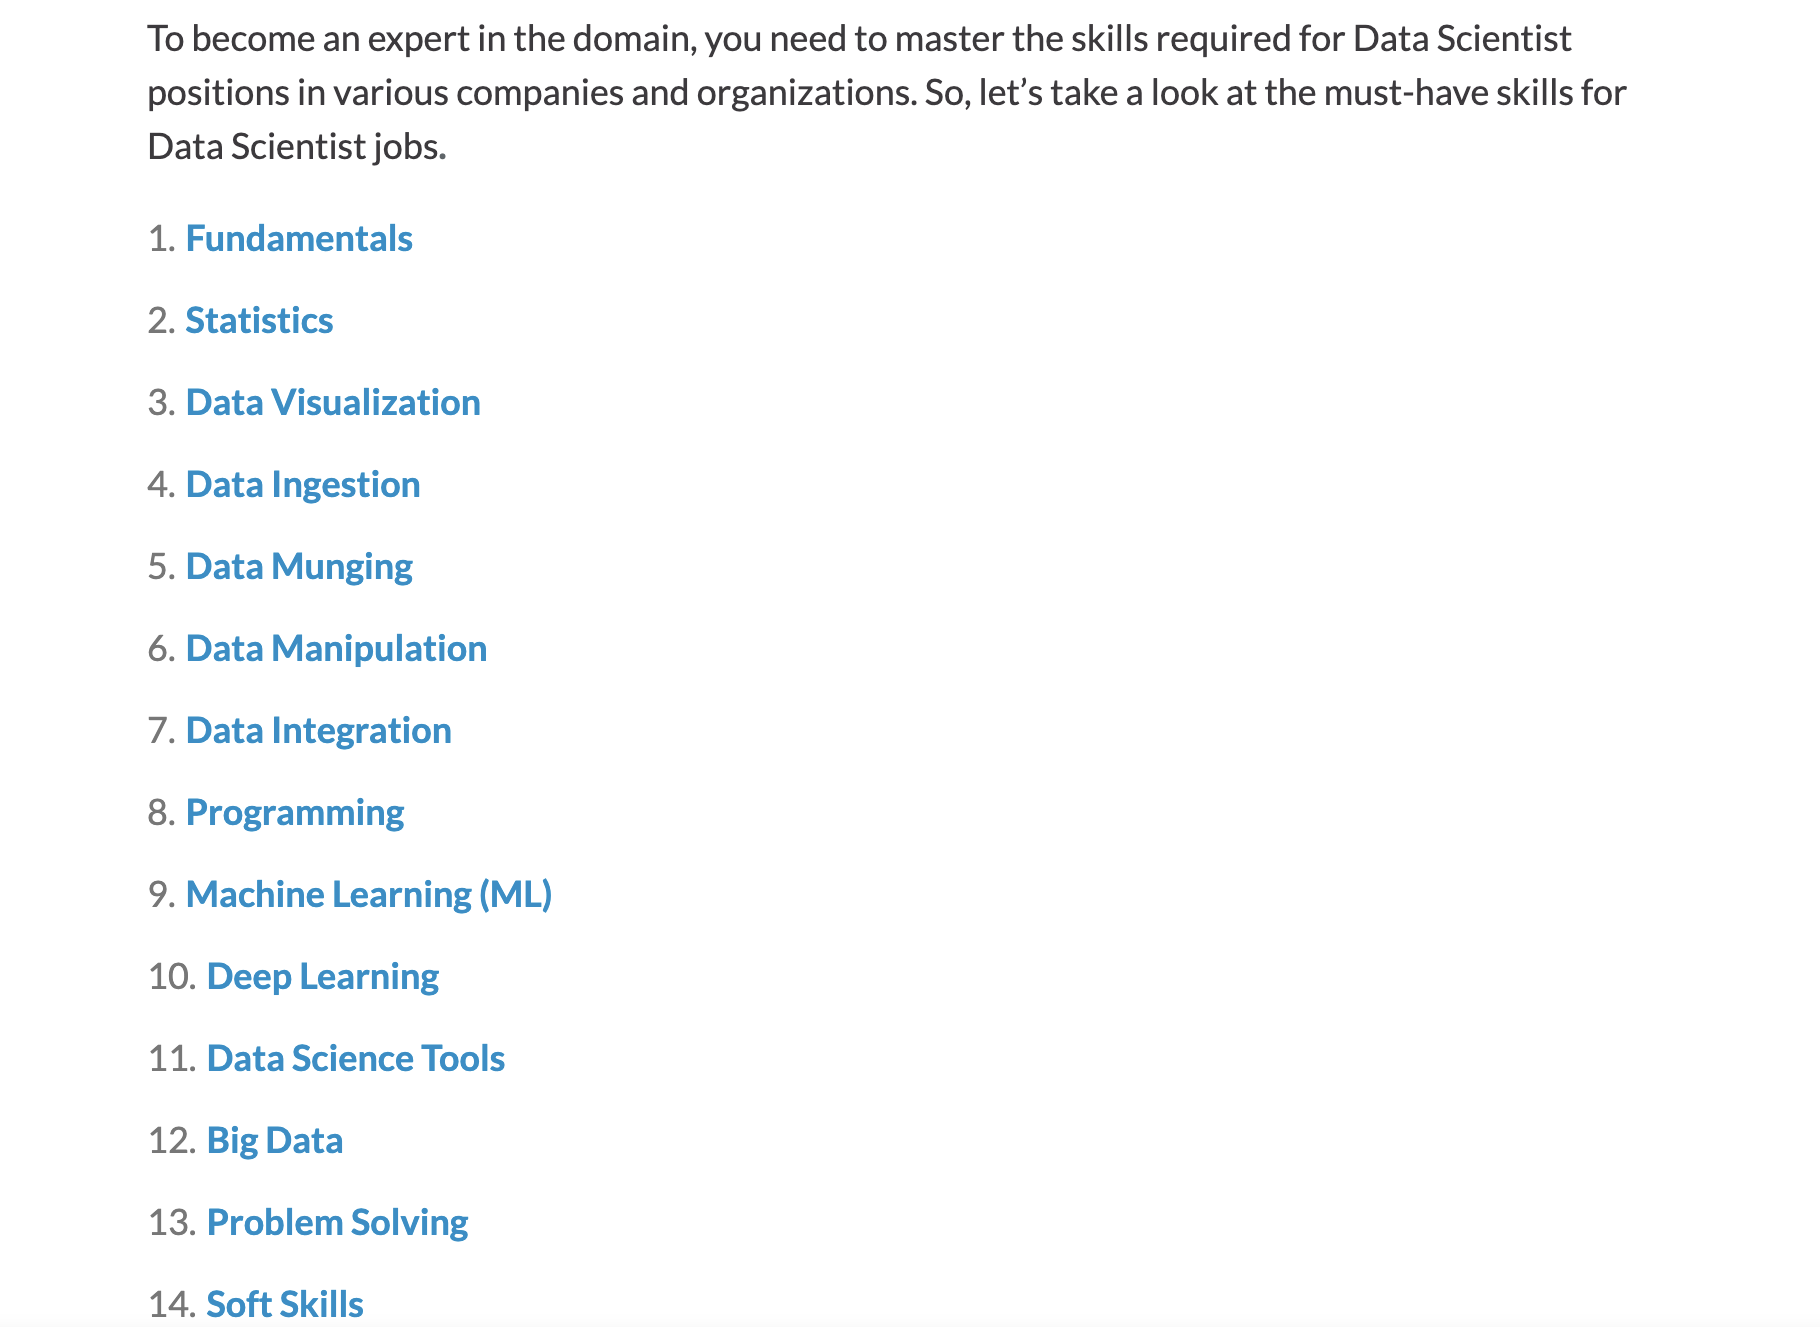 To become an expert in the domain, you need to master the skills required for Data Scientist
positions in various companies and organizations. So, let’s take a look at the must-have skills for
Data Scientist jobs.
1. Fundamentals
2. Statistics
3. Data Visualization
4. Data Ingestion
5. Data Munging
6. Data Manipulation
7. Data Integration
8. Programming
9. Machine Learning (ML)
10. Deep Learning
11. Data Science Tools
12. Big Data
13. Problem Solving
14. Soft Skills